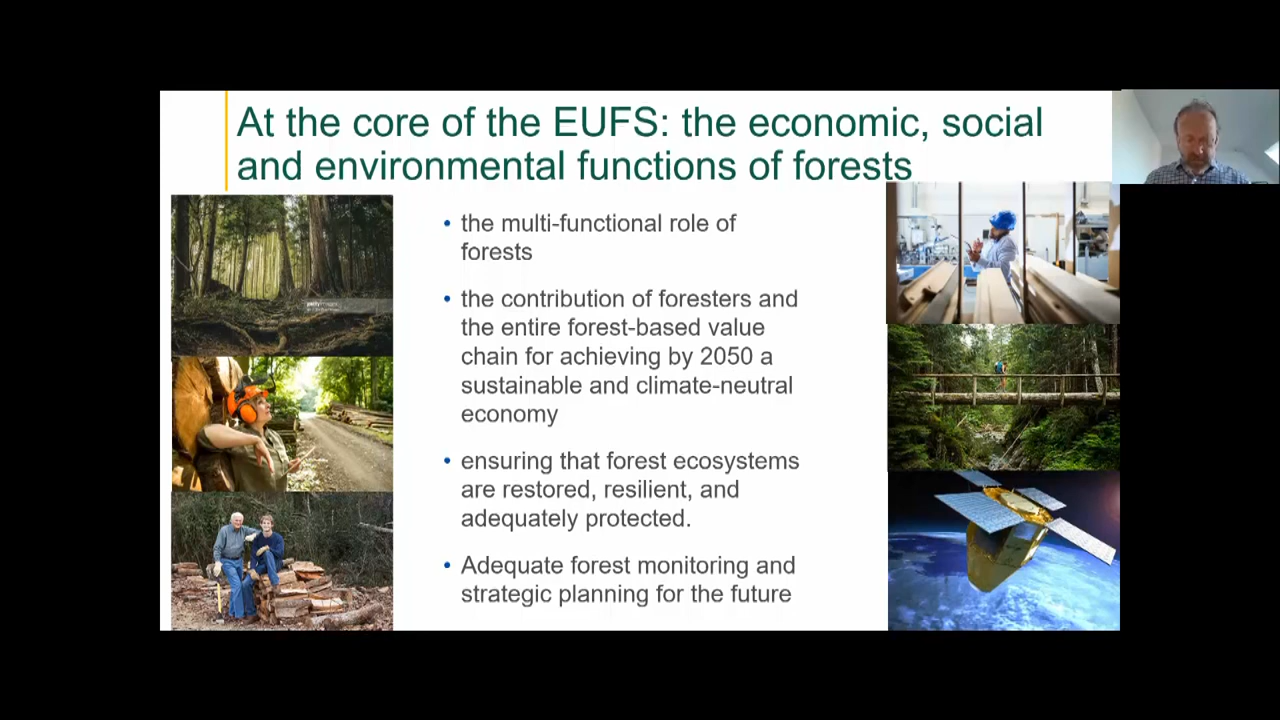 At the core of the EUFS: the economic, social
and environmental functions of forests
• the multi-functional role of
forests
• the contribution of foresters and
the entire forest-based value
chain for achieving by 2050 a
sustainable and climate-neutral
economy
• ensuring that forest ecosystems
are restored, resilient, and
adequately protected.
• Adequate forest monitoring and
strategic planning for the future